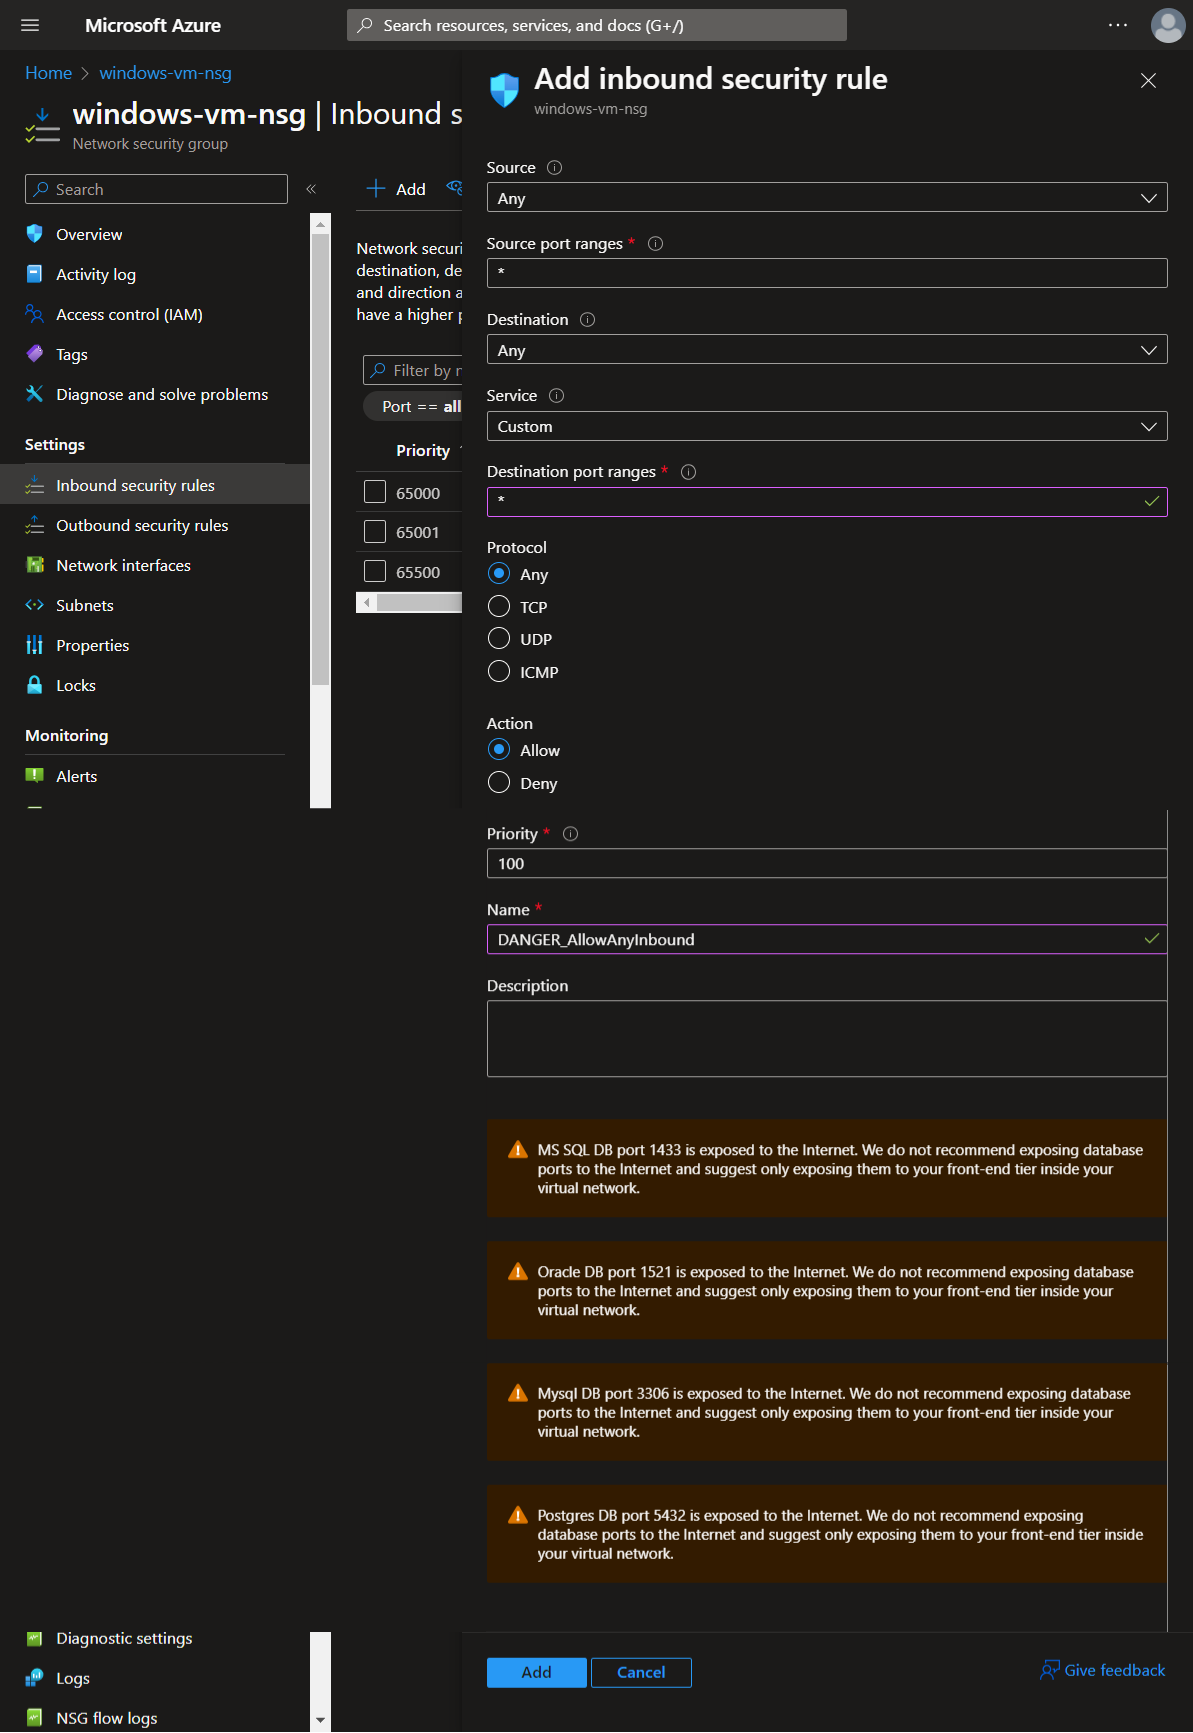 Microsoft Azure
Search resources, services, and docs (G+/)
Home > windows-vm-nsg
windows-vm-nsg | Inbound s
Network security group
Search
«
Overview
Activity log
Access control (IAM)
Tags
Diagnose and solve problems
Settings
Inbound security rules
Outbound security rules
Network interfaces
Subnets
Properties
Locks
Monitoring
Alerts
Diagnostic settings
Logs
NSG flow logs
Add
Network securi
destination, de
and direction a
have a higher p
Filter by n
Port == all
Priority
65000
65001
65500
Add inbound security rule
windows-vm-nsg
Source
Any
Source port ranges *
*
Destination
Any
Service
Custom
Destination port ranges *
*
Protocol
Any
TCP
UDP
ICMP
Action
Allow
Deny
Priority *
100
Name *
DANGER_AllowAnyInbound
Description
MS SQL DB port 1433 is exposed to the Internet. We do not recommend exposing database
ports to the Internet and suggest only exposing them to your front-end tier inside your
virtual network.
Oracle DB port 1521 is exposed to the Internet. We do not recommend exposing database
ports to the Internet and suggest only exposing them to your front-end tier inside your
virtual network.
Mysql DB port 3306 is exposed to the Internet. We do not recommend exposing database
ports to the Internet and suggest only exposing them to your front-end tier inside your
virtual network.
Postgres DB port 5432 is exposed to the Internet. We do not recommend exposing
database ports to the Internet and suggest only exposing them to your front-end tier inside
your virtual network.
Add
Cancel
Give feedback